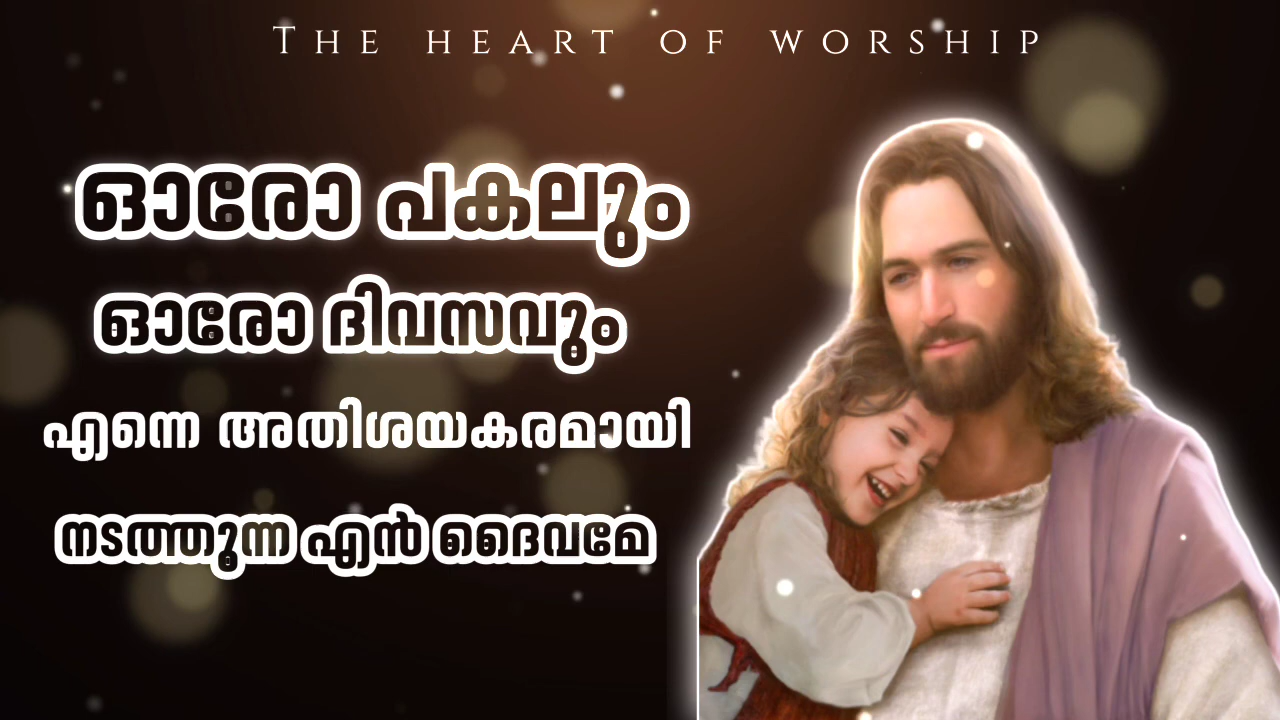 THE HEART OF WORSHIP
ഓരോ പകലും
ഓരോ ദിവസവും
എന്നെ അതിശയകരമായി
നടത്തുന്ന എൻ ദൈവമേ